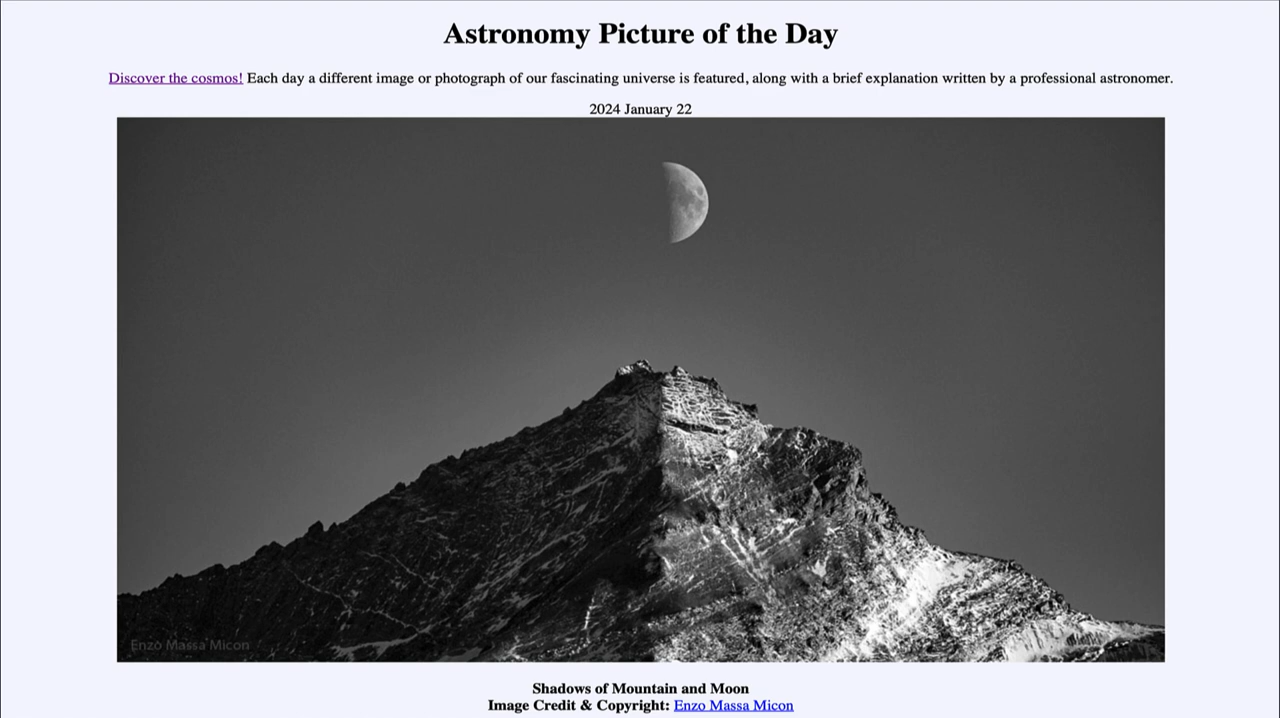 Astronomy Picture of the Day
Discover the cosmos! Each day a different image or photograph of our fascinating universe is featured, along with a brief explanation written by a professional astronomer.
2024 January 22
Enzo Massa Micon
Shadows of Mountain and Moon
Image Credit & Copyright: Enzo Massa Micon